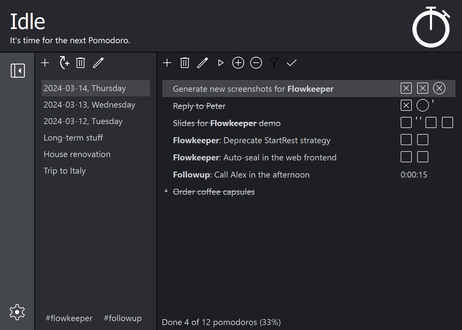 Idle
It's time for the next Pomodoro.
2024-03-14, Thursday
2024-03-13, Wednesday
2024-03-12, Tuesday
Long-term stuff
House renovation
Trip to Italy
#flowkeeper #followup
Generate new screenshots for Flowkeeper
Reply to Peter
Slides for Flowkeeper demo
Flowkeeper: Deprecate StartRest strategy
Flowkeeper: Auto-seal in the web frontend
Followup: Call Alex in the afternoon 0:00:15
* Order coffee capsules
Done 4 of 12 pomodoros (33%)